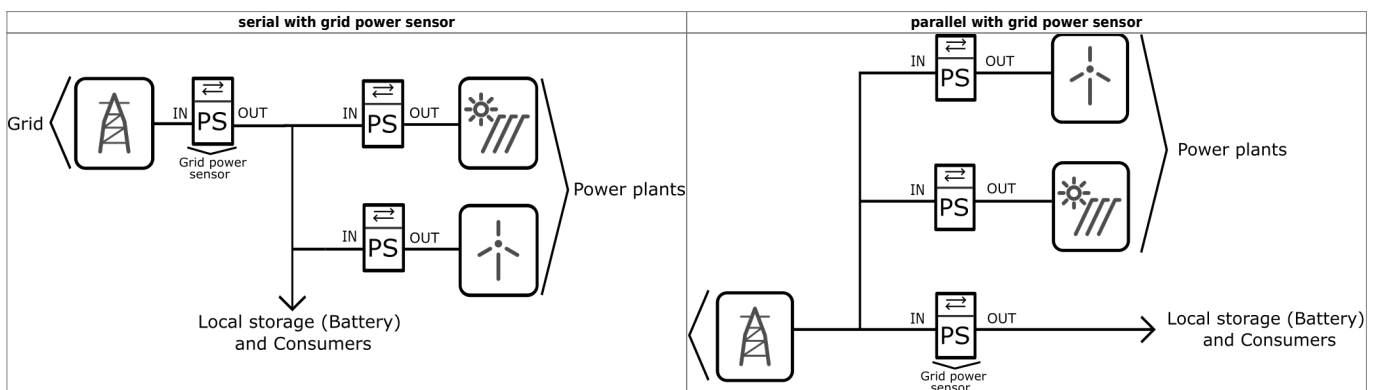 serial with grid power sensor
Grid
IN
PS
OUT
Grid power
sensor
IN
PS
OUT
IN
PS
OUT
Power plants
Local storage (Battery)
and Consumers
parallel with grid power sensor
IN
PS
OUT
IN
PS
OUT
Power plants
IN
PS
OUT
Grid power
sensor
Local storage (Battery)
and Consumers